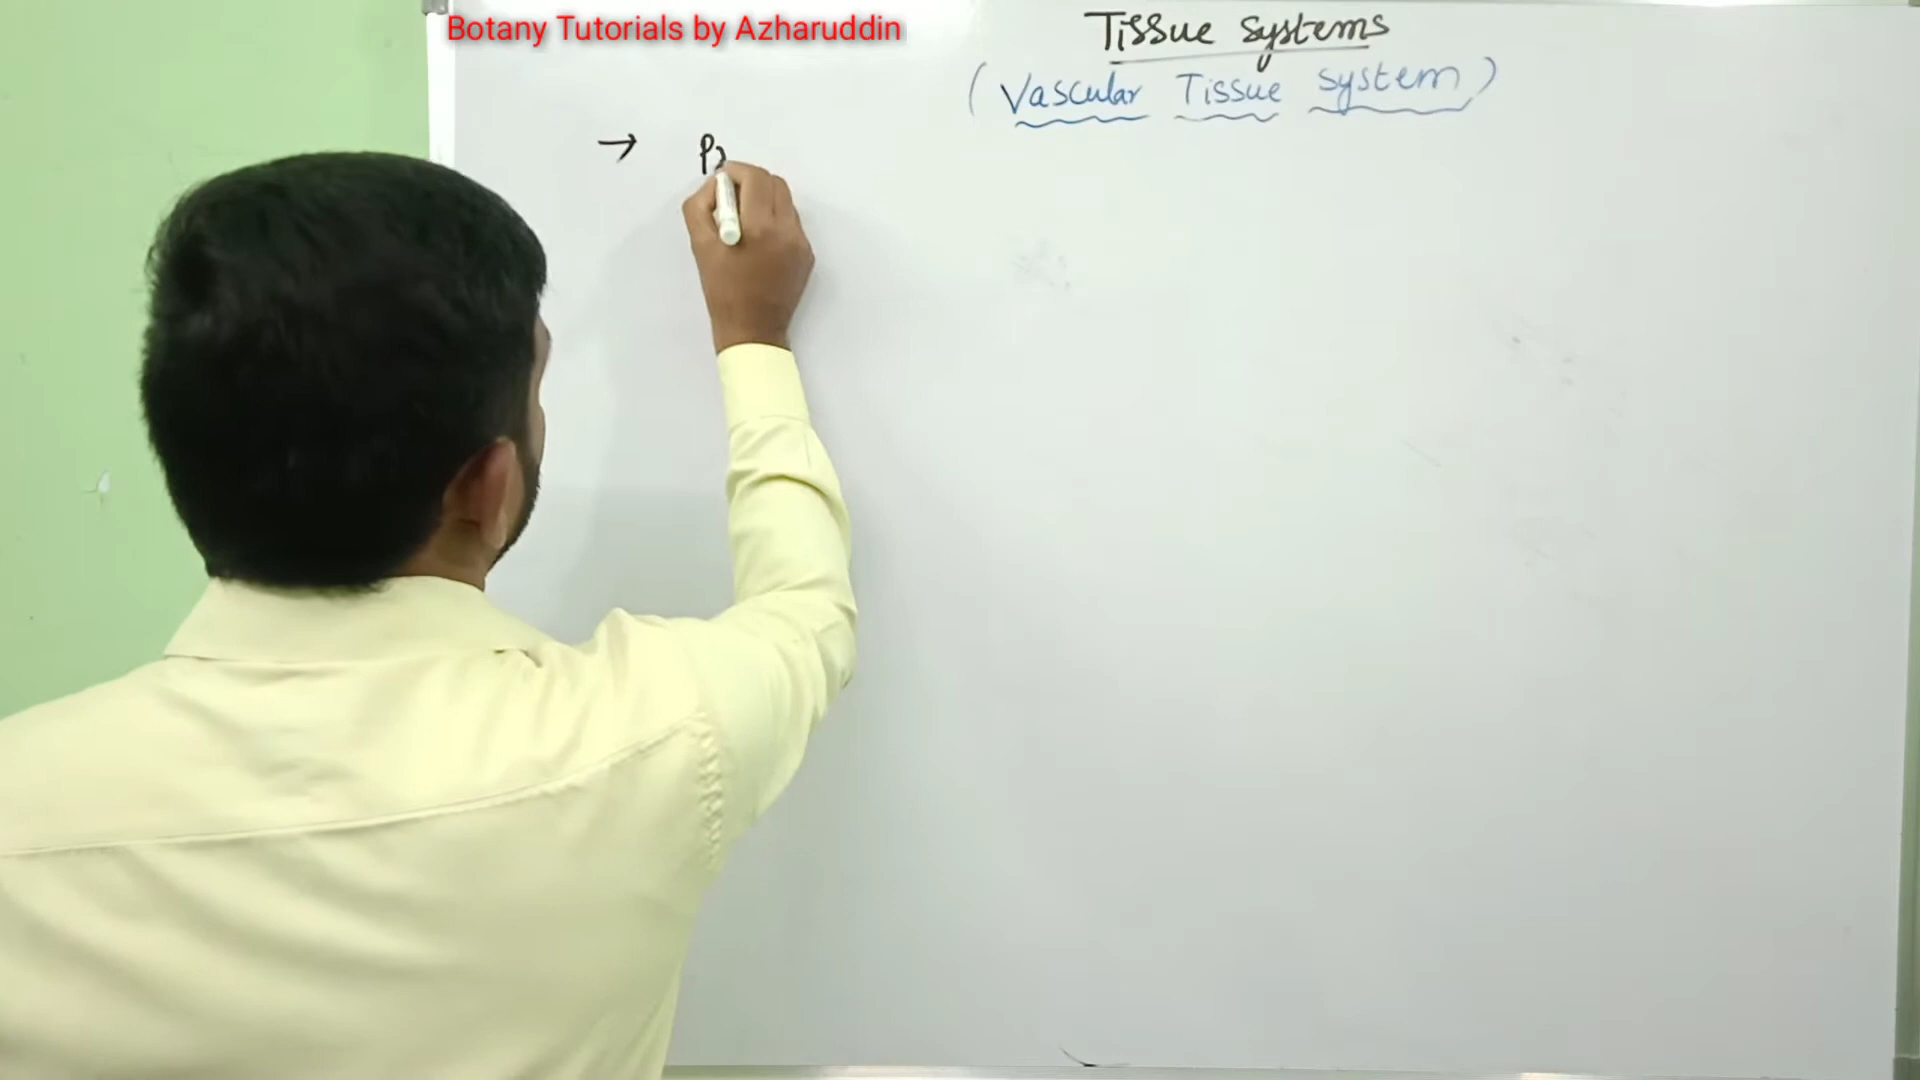 Botany Tutorials by Azharuddin
Tissue Systems
(Vascular Tissue System)
→